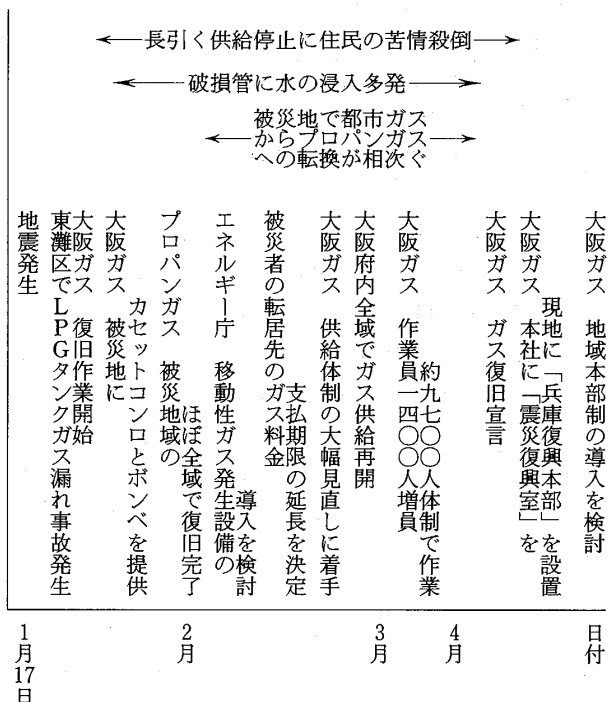 長引く供給停止に住民の苦情殺倒
破損管に水の浸入多発
被災地で都市ガス
からプロパンガス
への転換が相次ぐ
地震発生
東灘区でLPGタンクガス漏れ事故発生
大阪ガス 復旧作業開始
大阪ガス 被災地に
カセットコンロとボンベを提供
プロパンガス 被災地域の
ほぼ全域で復旧完了
エネルギー庁 移動性ガス発生設備の
導入を検討
被災者の転居先のガス料金
支払期限の延長を決定
大阪ガス 供給体制の大幅見直しに着手
大阪府内全域でガス供給再開
大阪ガス 作業員一四〇〇人増員
約九七〇〇人体制で作業
大阪ガス ガス復旧宣言
大阪ガス 本社に「震災復興室」を
現地に「兵庫復興本部」を設置
大阪ガス 地域本部制の導入を検討
1月17日
2月
3月
4月
日付